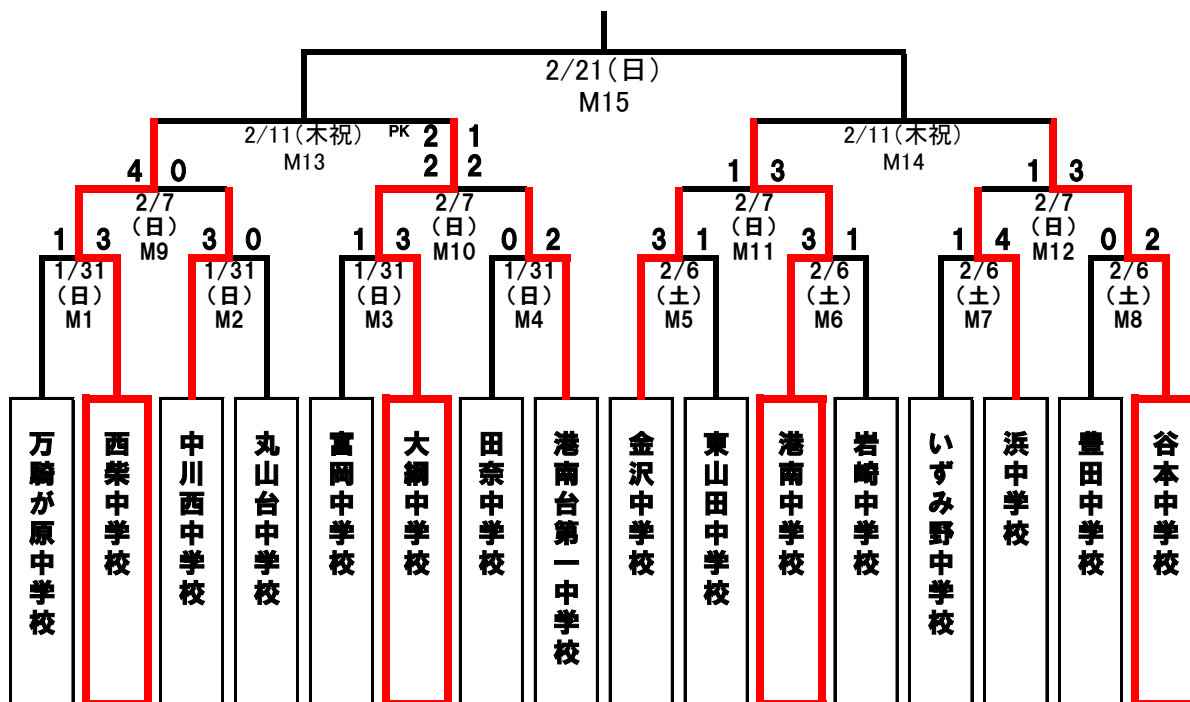 2/21(日)
M15
2/11(木祝)
M13
PK 2 1
2 2
2/11(木祝)
M14
4 0
1 3
1 3
2/7
(日)
M9
2/7
(日)
M10
2/7
(日)
M11
2/7
(日)
M12
1 3
3 0
1 3
0 2
3 1
3 1
1 4
0 2
1/31
(日)
M1
1/31
(日)
M2
1/31
(日)
M3
1/31
(日)
M4
2/6
(土)
M5
2/6
(土)
M6
2/6
(土)
M7
2/6
(土)
M8
万騎が原中学校
西柴中学校
中川西中学校
丸山台中学校
富岡中学校
大綱中学校
田奈中学校
港南台第一中学校
金沢中学校
東山田中学校
港南中学校
岩崎中学校
いずみ野中学校
浜中学校
豊田中学校
谷本中学校